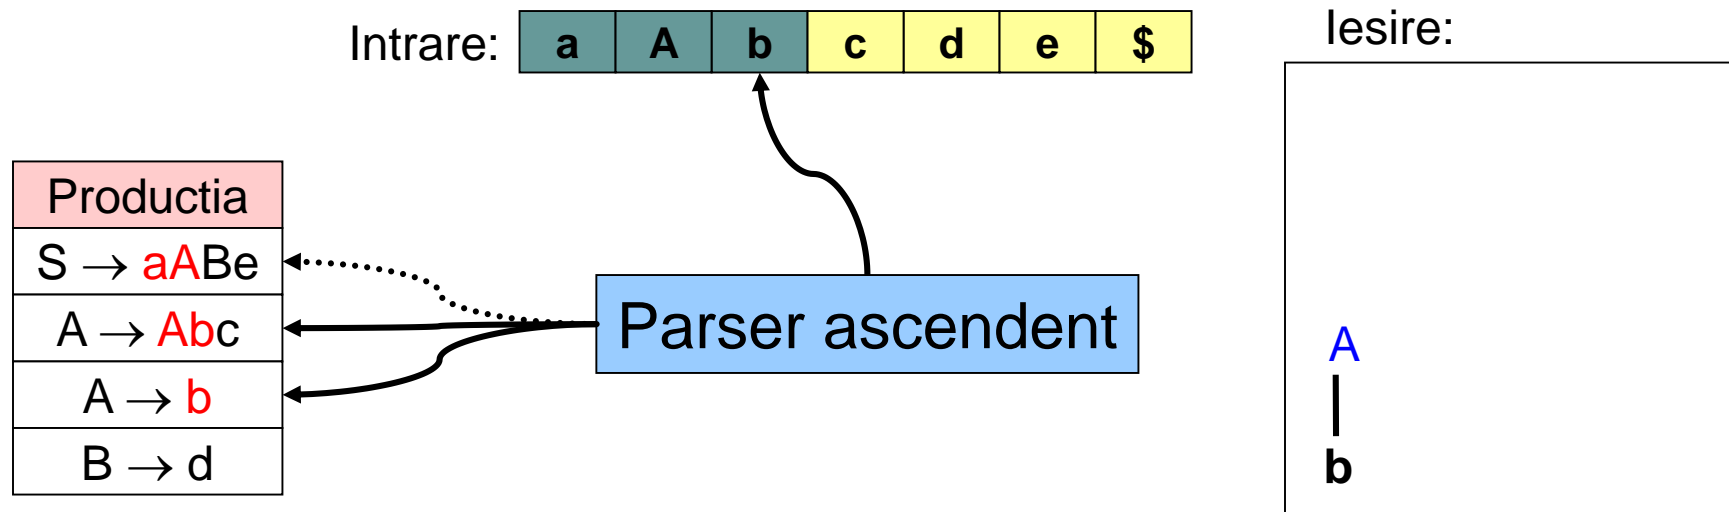 Intrare: a A b c d e $
Iesire:
Productia
S → aABe
A → Abc
A → b
B → d
Parser ascendent
A
b